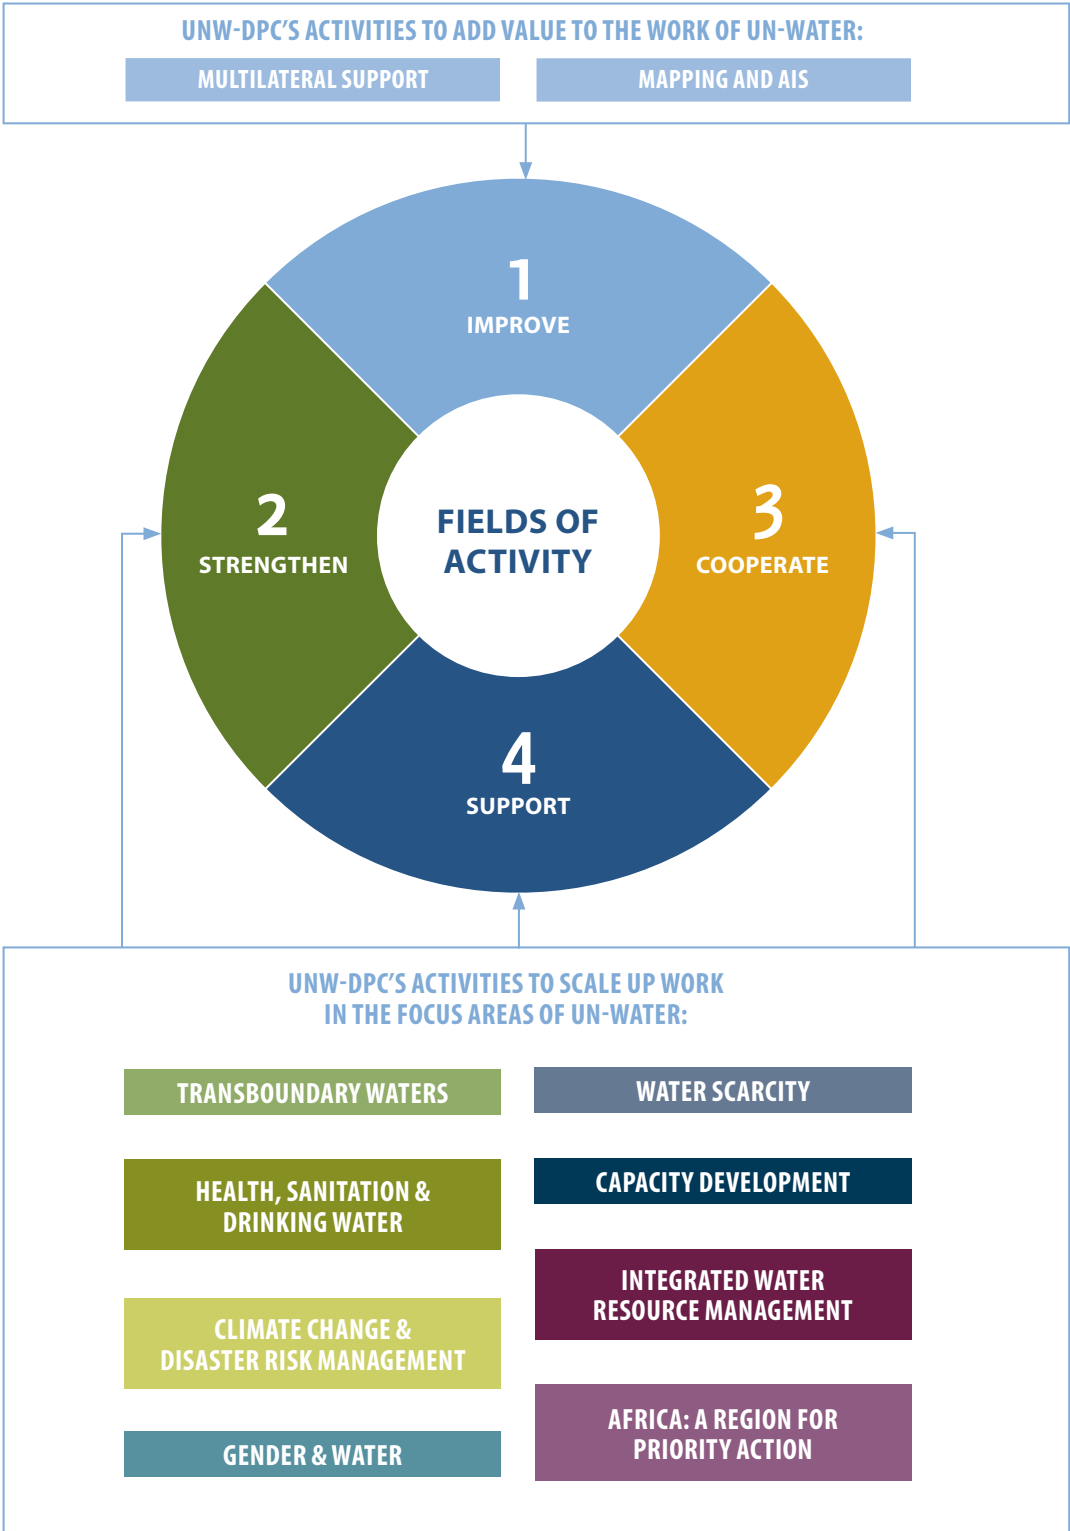 UNW-DPC'S ACTIVITIES TO ADD VALUE TO THE WORK OF UN-WATER:
MULTILATERAL SUPPORT
MAPPING AND AIS
1
IMPROVE
2
STRENGTHEN
FIELDS OF
ACTIVITY
3
COOPERATE
4
SUPPORT
UNW-DPC'S ACTIVITIES TO SCALE UP WORK
IN THE FOCUS AREAS OF UN-WATER:
TRANSBOUNDARY WATERS
WATER SCARCITY
HEALTH, SANITATION &
DRINKING WATER
CAPACITY DEVELOPMENT
INTEGRATED WATER
RESOURCE MANAGEMENT
CLIMATE CHANGE &
DISASTER RISK MANAGEMENT
AFRICA: A REGION FOR
PRIORITY ACTION
GENDER & WATER